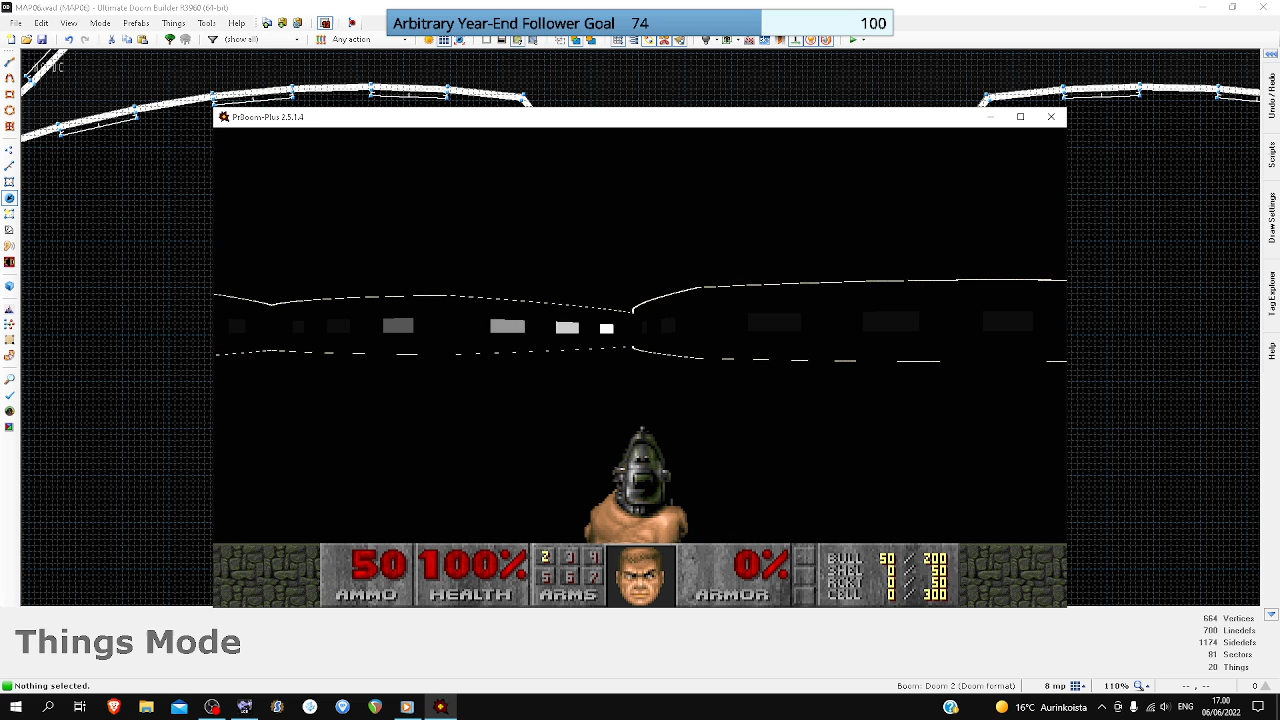 MAP06.wad (MAP06) - Ultimate Doom Builder R3960 (64-bit)
Arbitrary Year-End Follower Goal 74 100
File Edit View Mode Prefabs Things Tools Help
(show all) Any action
PrBoom-Plus 2.5.1.4
Undo / Redo
Scripts
Draw Settings
Tag Explorer
Help
50 100% 2 3 4 0% BULL 50 / 200
SHEL 0 / 50
5 6 7 RCKT 0 / 50
AMMO HEALTH ARMS ARMOR CELL 0 / 300
Things Mode
664 Vertices
700 Linedefs
1174 Sidedefs
81 Sectors
20 Things
Nothing selected. Boom: Doom 2 (Doom format) 8 mp 110% -- , -- 0
16°C Aurinkoista 17.00
06/06/2022